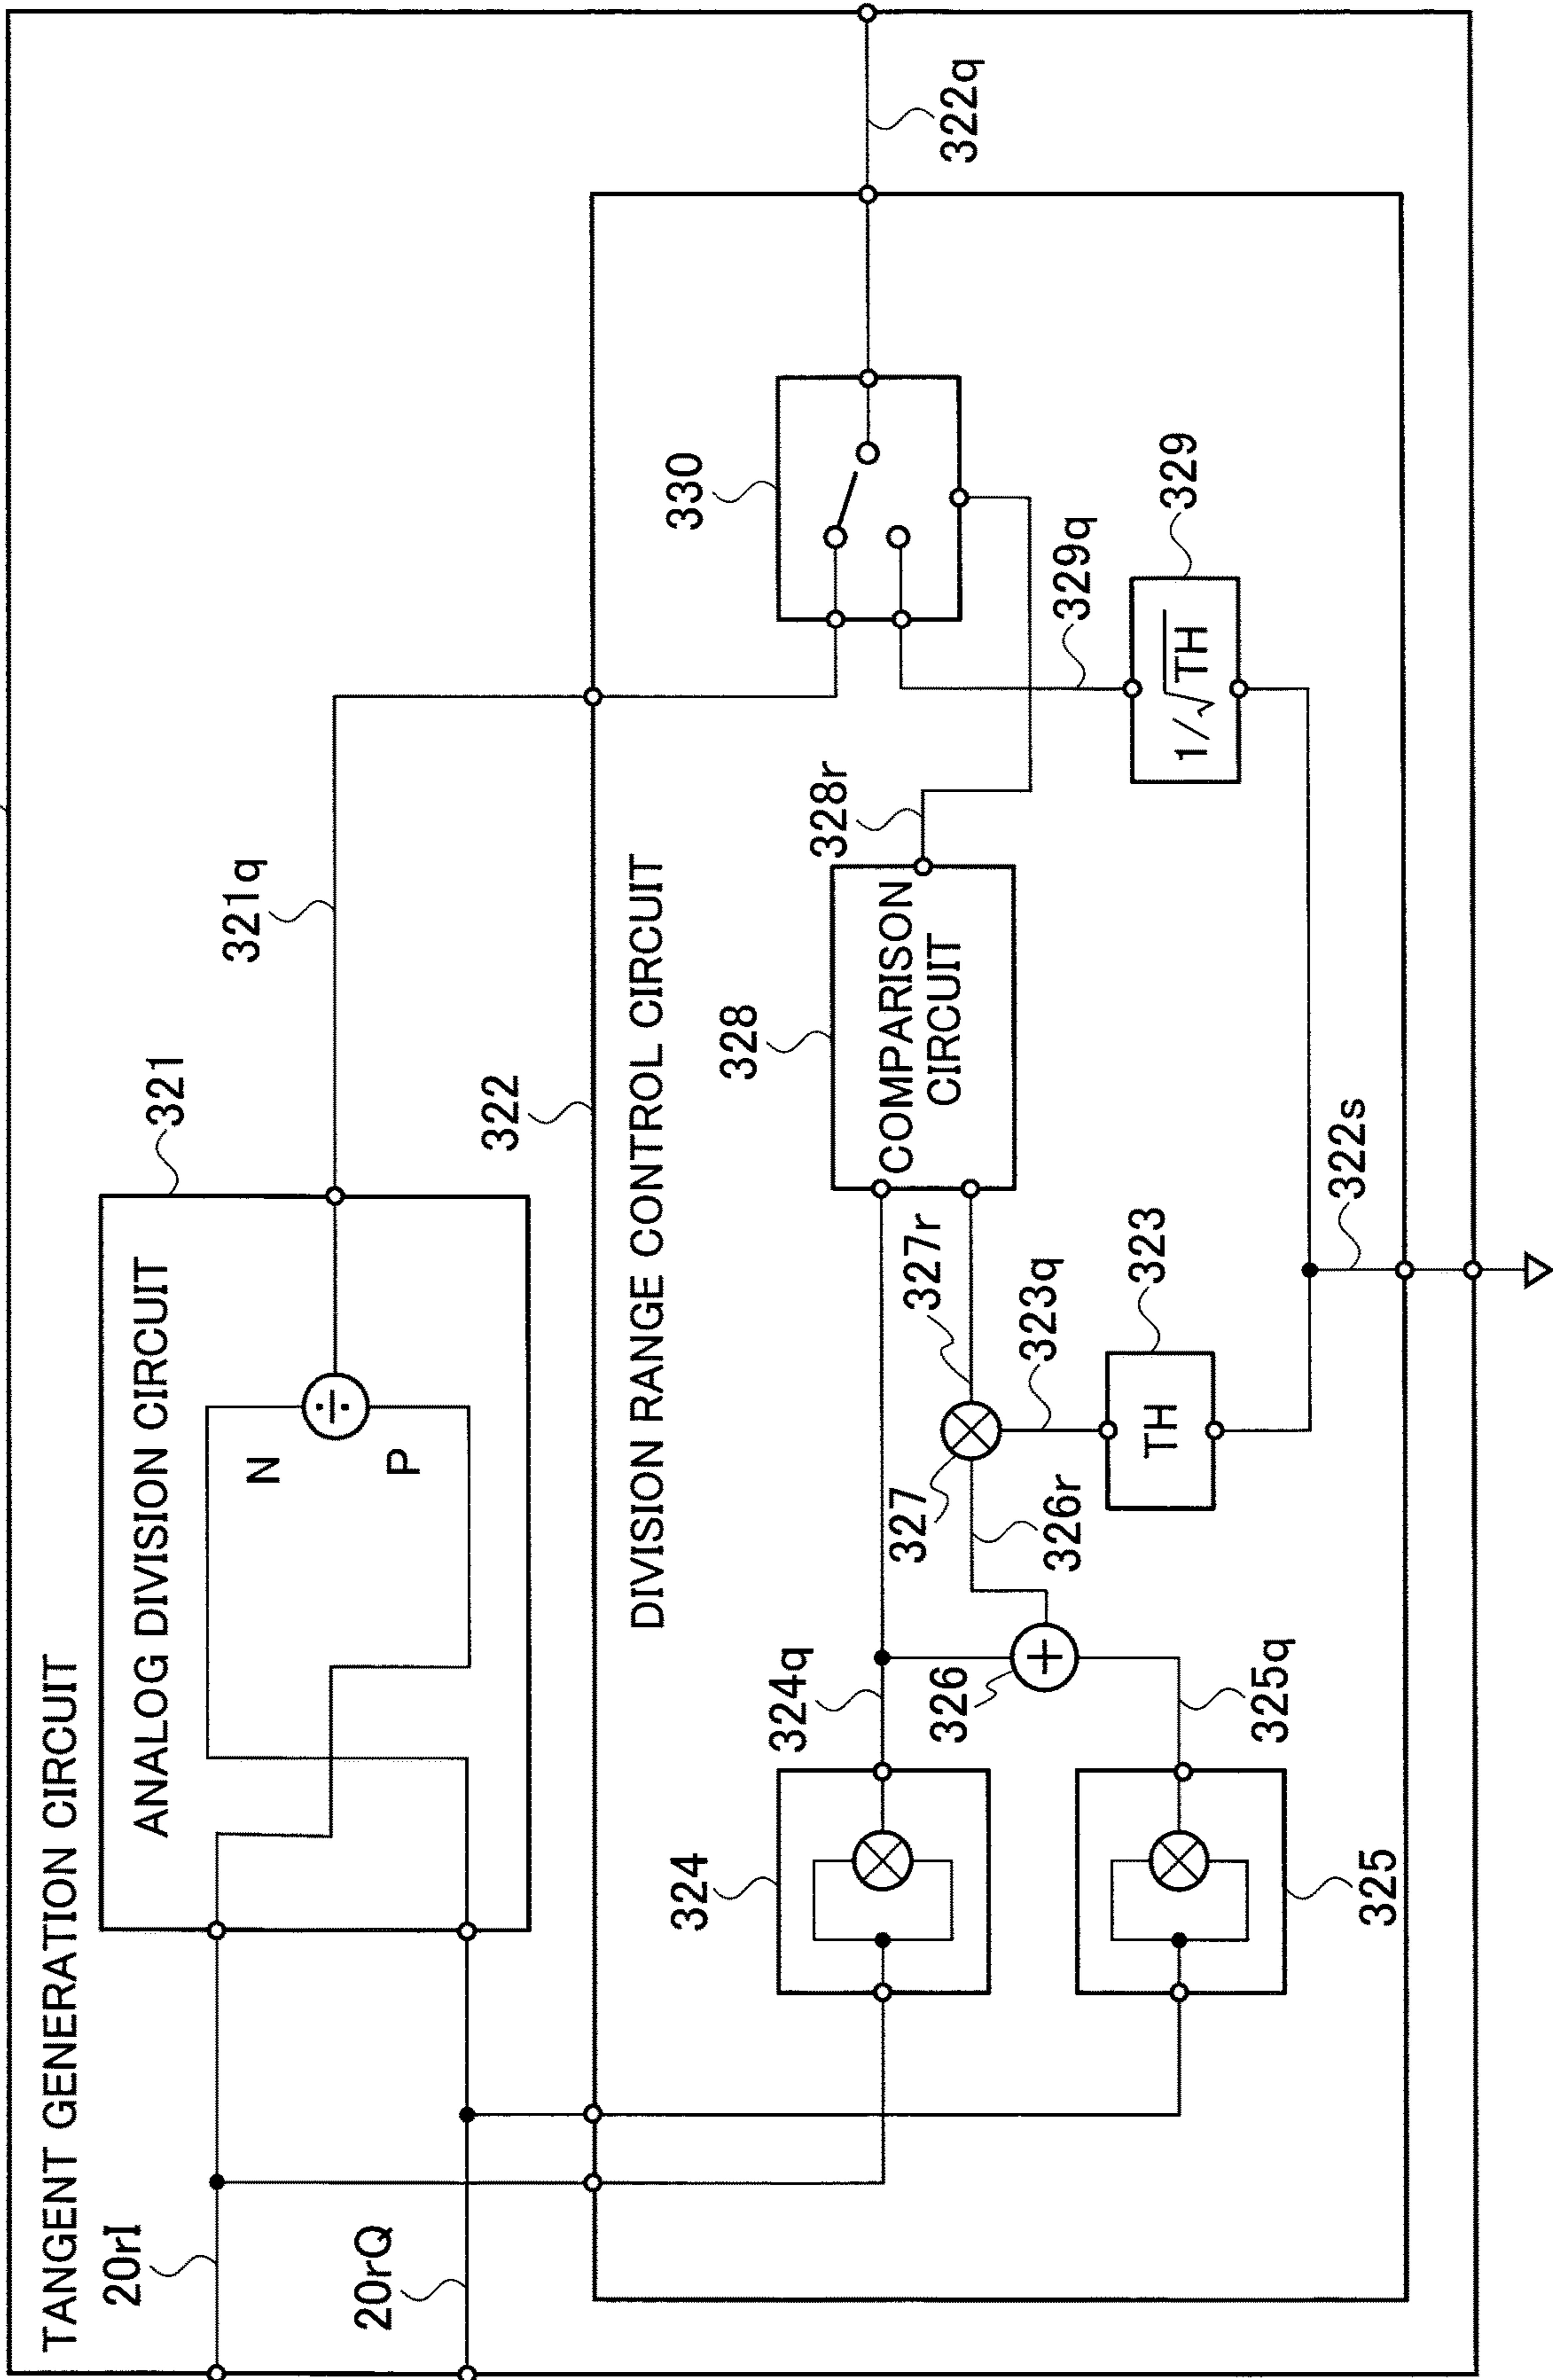 TANGENT GENERATION CIRCUIT
20rI
20rQ
ANALOG DIVISION CIRCUIT
N
÷
P
321
321q
322
DIVISION RANGE CONTROL CIRCUIT
324
324q
325
325q
326
+
326r
327
327r
323q
TH
323
328
COMPARISON
CIRCUIT
328r
330
329q
1/√TH
329
322s
322q